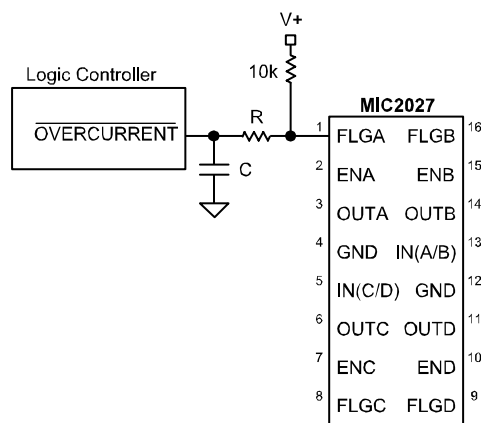 V+
10k
Logic Controller
OVERCURRENT
R
C
MIC2027
1 FLGA FLGB 16
2 ENA ENB 15
3 OUTA OUTB 14
4 GND IN(A/B) 13
5 IN(C/D) GND 12
6 OUTC OUTD 11
7 ENC END 10
8 FLGC FLGD 9